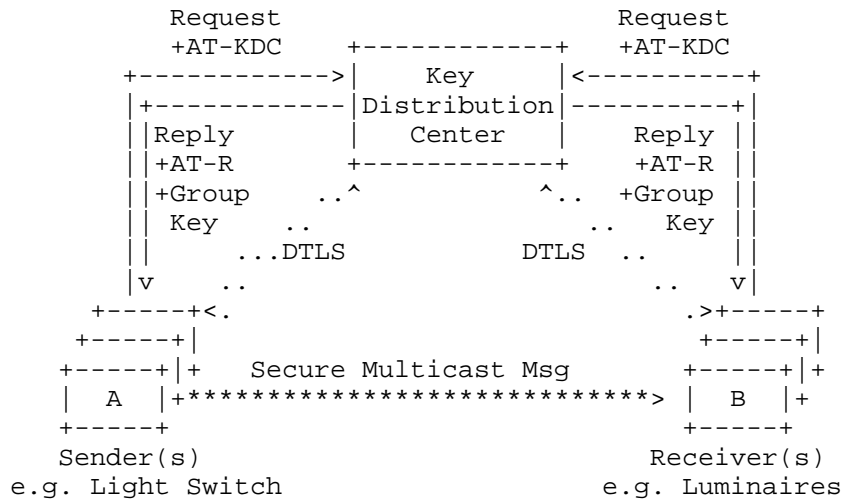 Request Request
+AT-KDC +AT-KDC
Key
Distribution
Center
Reply Reply
+AT-R +AT-R
+Group +Group
Key Key
DTLS DTLS
Secure Multicast Msg
A B
Sender(s) Receiver(s)
e.g. Light Switch e.g. Luminaires